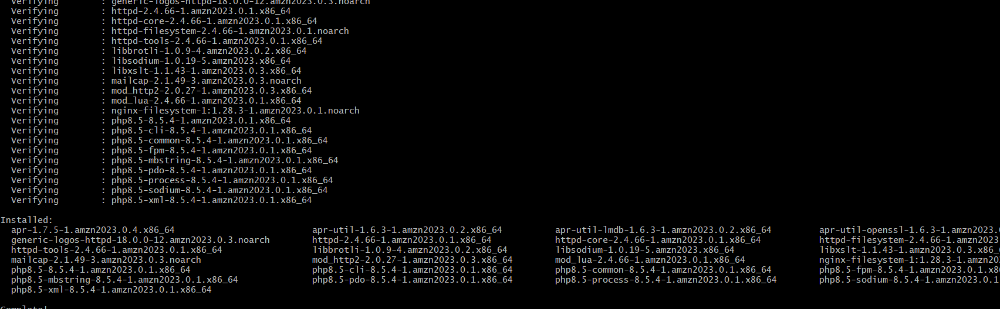 Verifying : generic-logos-httpd-18.0.0-12.amzn2023.0.3.noarch
Verifying : httpd-2.4.66-1.amzn2023.0.1.x86_64
Verifying : httpd-core-2.4.66-1.amzn2023.0.1.x86_64
Verifying : httpd-filesystem-2.4.66-1.amzn2023.0.1.noarch
Verifying : httpd-tools-2.4.66-1.amzn2023.0.1.x86_64
Verifying : libbrotli-1.0.9-4.amzn2023.0.2.x86_64
Verifying : libsodium-1.0.19-5.amzn2023.x86_64
Verifying : libxslt-1.1.43-1.amzn2023.0.3.x86_64
Verifying : mailcap-2.1.49-3.amzn2023.0.3.noarch
Verifying : mod_http2-2.0.27-1.amzn2023.0.3.x86_64
Verifying : mod_lua-2.4.66-1.amzn2023.0.1.x86_64
Verifying : nginx-filesystem-1:1.28.3-1.amzn2023.0.1.noarch
Verifying : php8.5-8.5.4-1.amzn2023.0.1.x86_64
Verifying : php8.5-cli-8.5.4-1.amzn2023.0.1.x86_64
Verifying : php8.5-common-8.5.4-1.amzn2023.0.1.x86_64
Verifying : php8.5-fpm-8.5.4-1.amzn2023.0.1.x86_64
Verifying : php8.5-mbstring-8.5.4-1.amzn2023.0.1.x86_64
Verifying : php8.5-pdo-8.5.4-1.amzn2023.0.1.x86_64
Verifying : php8.5-process-8.5.4-1.amzn2023.0.1.x86_64
Verifying : php8.5-sodium-8.5.4-1.amzn2023.0.1.x86_64
Verifying : php8.5-xml-8.5.4-1.amzn2023.0.1.x86_64
Installed:
apr-1.7.5-1.amzn2023.0.4.x86_64 apr-util-1.6.3-1.amzn2023.0.2.x86_64 apr-util-lmdb-1.6.3-1.amzn2023.0.2.x86_64 apr-util-openssl-1.6.3-1.amzn2023.
generic-logos-httpd-18.0.0-12.amzn2023.0.3.noarch httpd-2.4.66-1.amzn2023.0.1.x86_64 httpd-core-2.4.66-1.amzn2023.0.1.x86_64 httpd-filesystem-2.4.66-1.amzn2023
httpd-tools-2.4.66-1.amzn2023.0.1.x86_64 libbrotli-1.0.9-4.amzn2023.0.2.x86_64 libsodium-1.0.19-5.amzn2023.x86_64 libxslt-1.1.43-1.amzn2023.0.3.x86_
mailcap-2.1.49-3.amzn2023.0.3.noarch mod_http2-2.0.27-1.amzn2023.0.3.x86_64 mod_lua-2.4.66-1.amzn2023.0.1.x86_64 nginx-filesystem-1:1.28.3-1.amzn20
php8.5-8.5.4-1.amzn2023.0.1.x86_64 php8.5-cli-8.5.4-1.amzn2023.0.1.x86_64 php8.5-common-8.5.4-1.amzn2023.0.1.x86_64 php8.5-fpm-8.5.4-1.amzn2023.0.1.x8
php8.5-mbstring-8.5.4-1.amzn2023.0.1.x86_64 php8.5-pdo-8.5.4-1.amzn2023.0.1.x86_64 php8.5-process-8.5.4-1.amzn2023.0.1.x86_64 php8.5-sodium-8.5.4-1.amzn2023.0.1
php8.5-xml-8.5.4-1.amzn2023.0.1.x86_64
Complete!